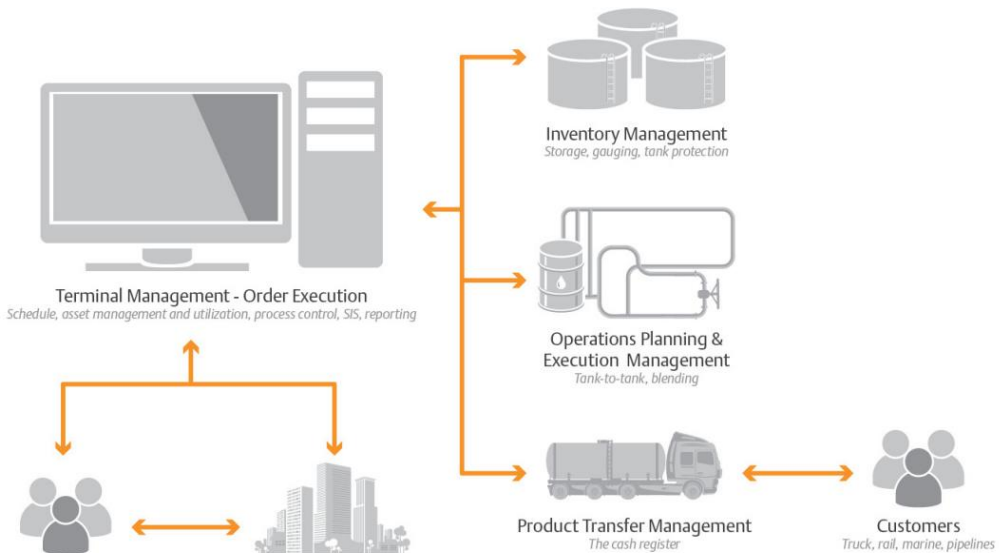 Inventory Management
Storage, gauging, tank protection
Terminal Management - Order Execution
Schedule, asset management and utilization, process control, SIS, reporting
Operations Planning &
Execution Management
Tank-to-tank, blending
Product Transfer Management
The cash register
Customers
Truck, rail, marine, pipelines